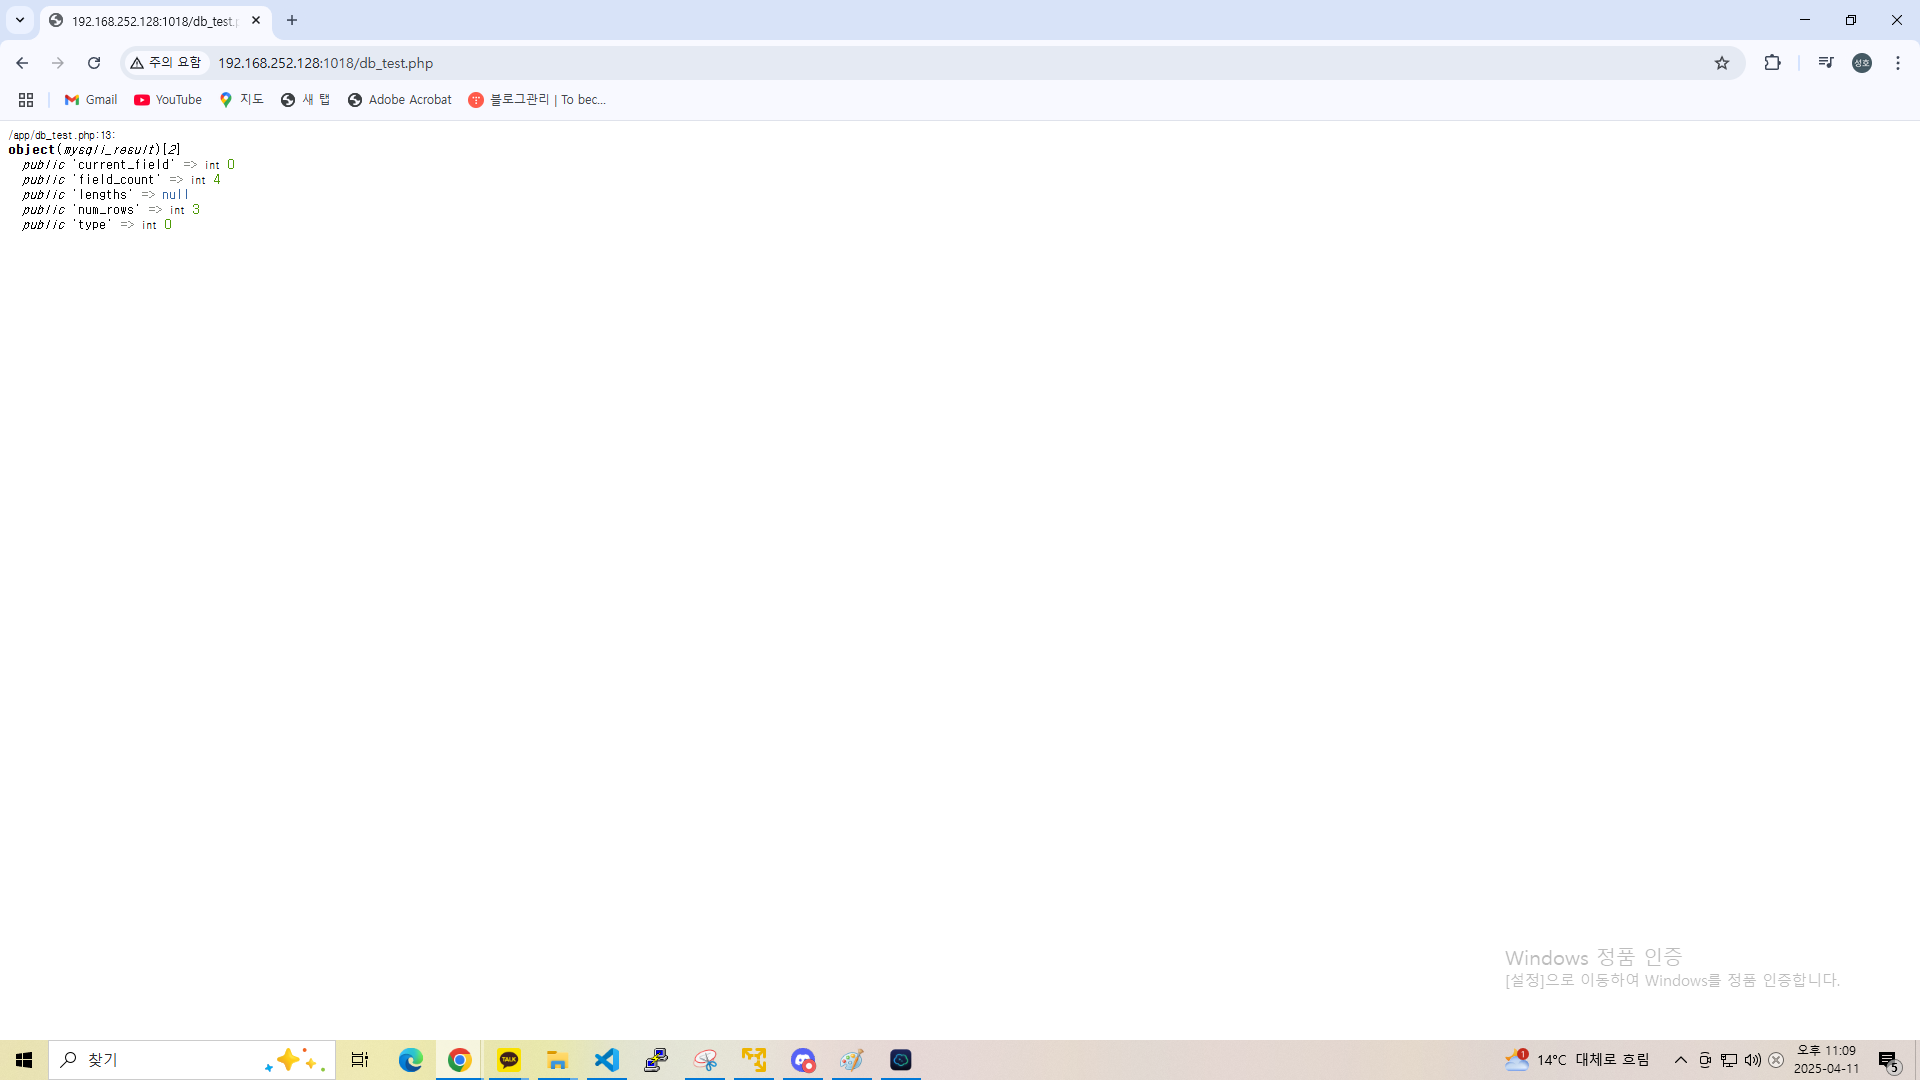 192.168.252.128:1018/db_test.p
주의 요함
192.168.252.128:1018/db_test.php
Gmail
YouTube
지도
새 탭
Adobe Acrobat
블로그관리 | To bec...
성호
/app/db_test.php:13:
object(mysqli_result)[2]
public 'current_field' => int 0
public 'field_count' => int 4
public 'lengths' => null
public 'num_rows' => int 3
public 'type' => int 0
Windows 정품 인증
[설정]으로 이동하여 Windows를 정품 인증합니다.
찾기
TALK
1
14°C 대체로 흐림
오후 11:09
2025-04-11
5